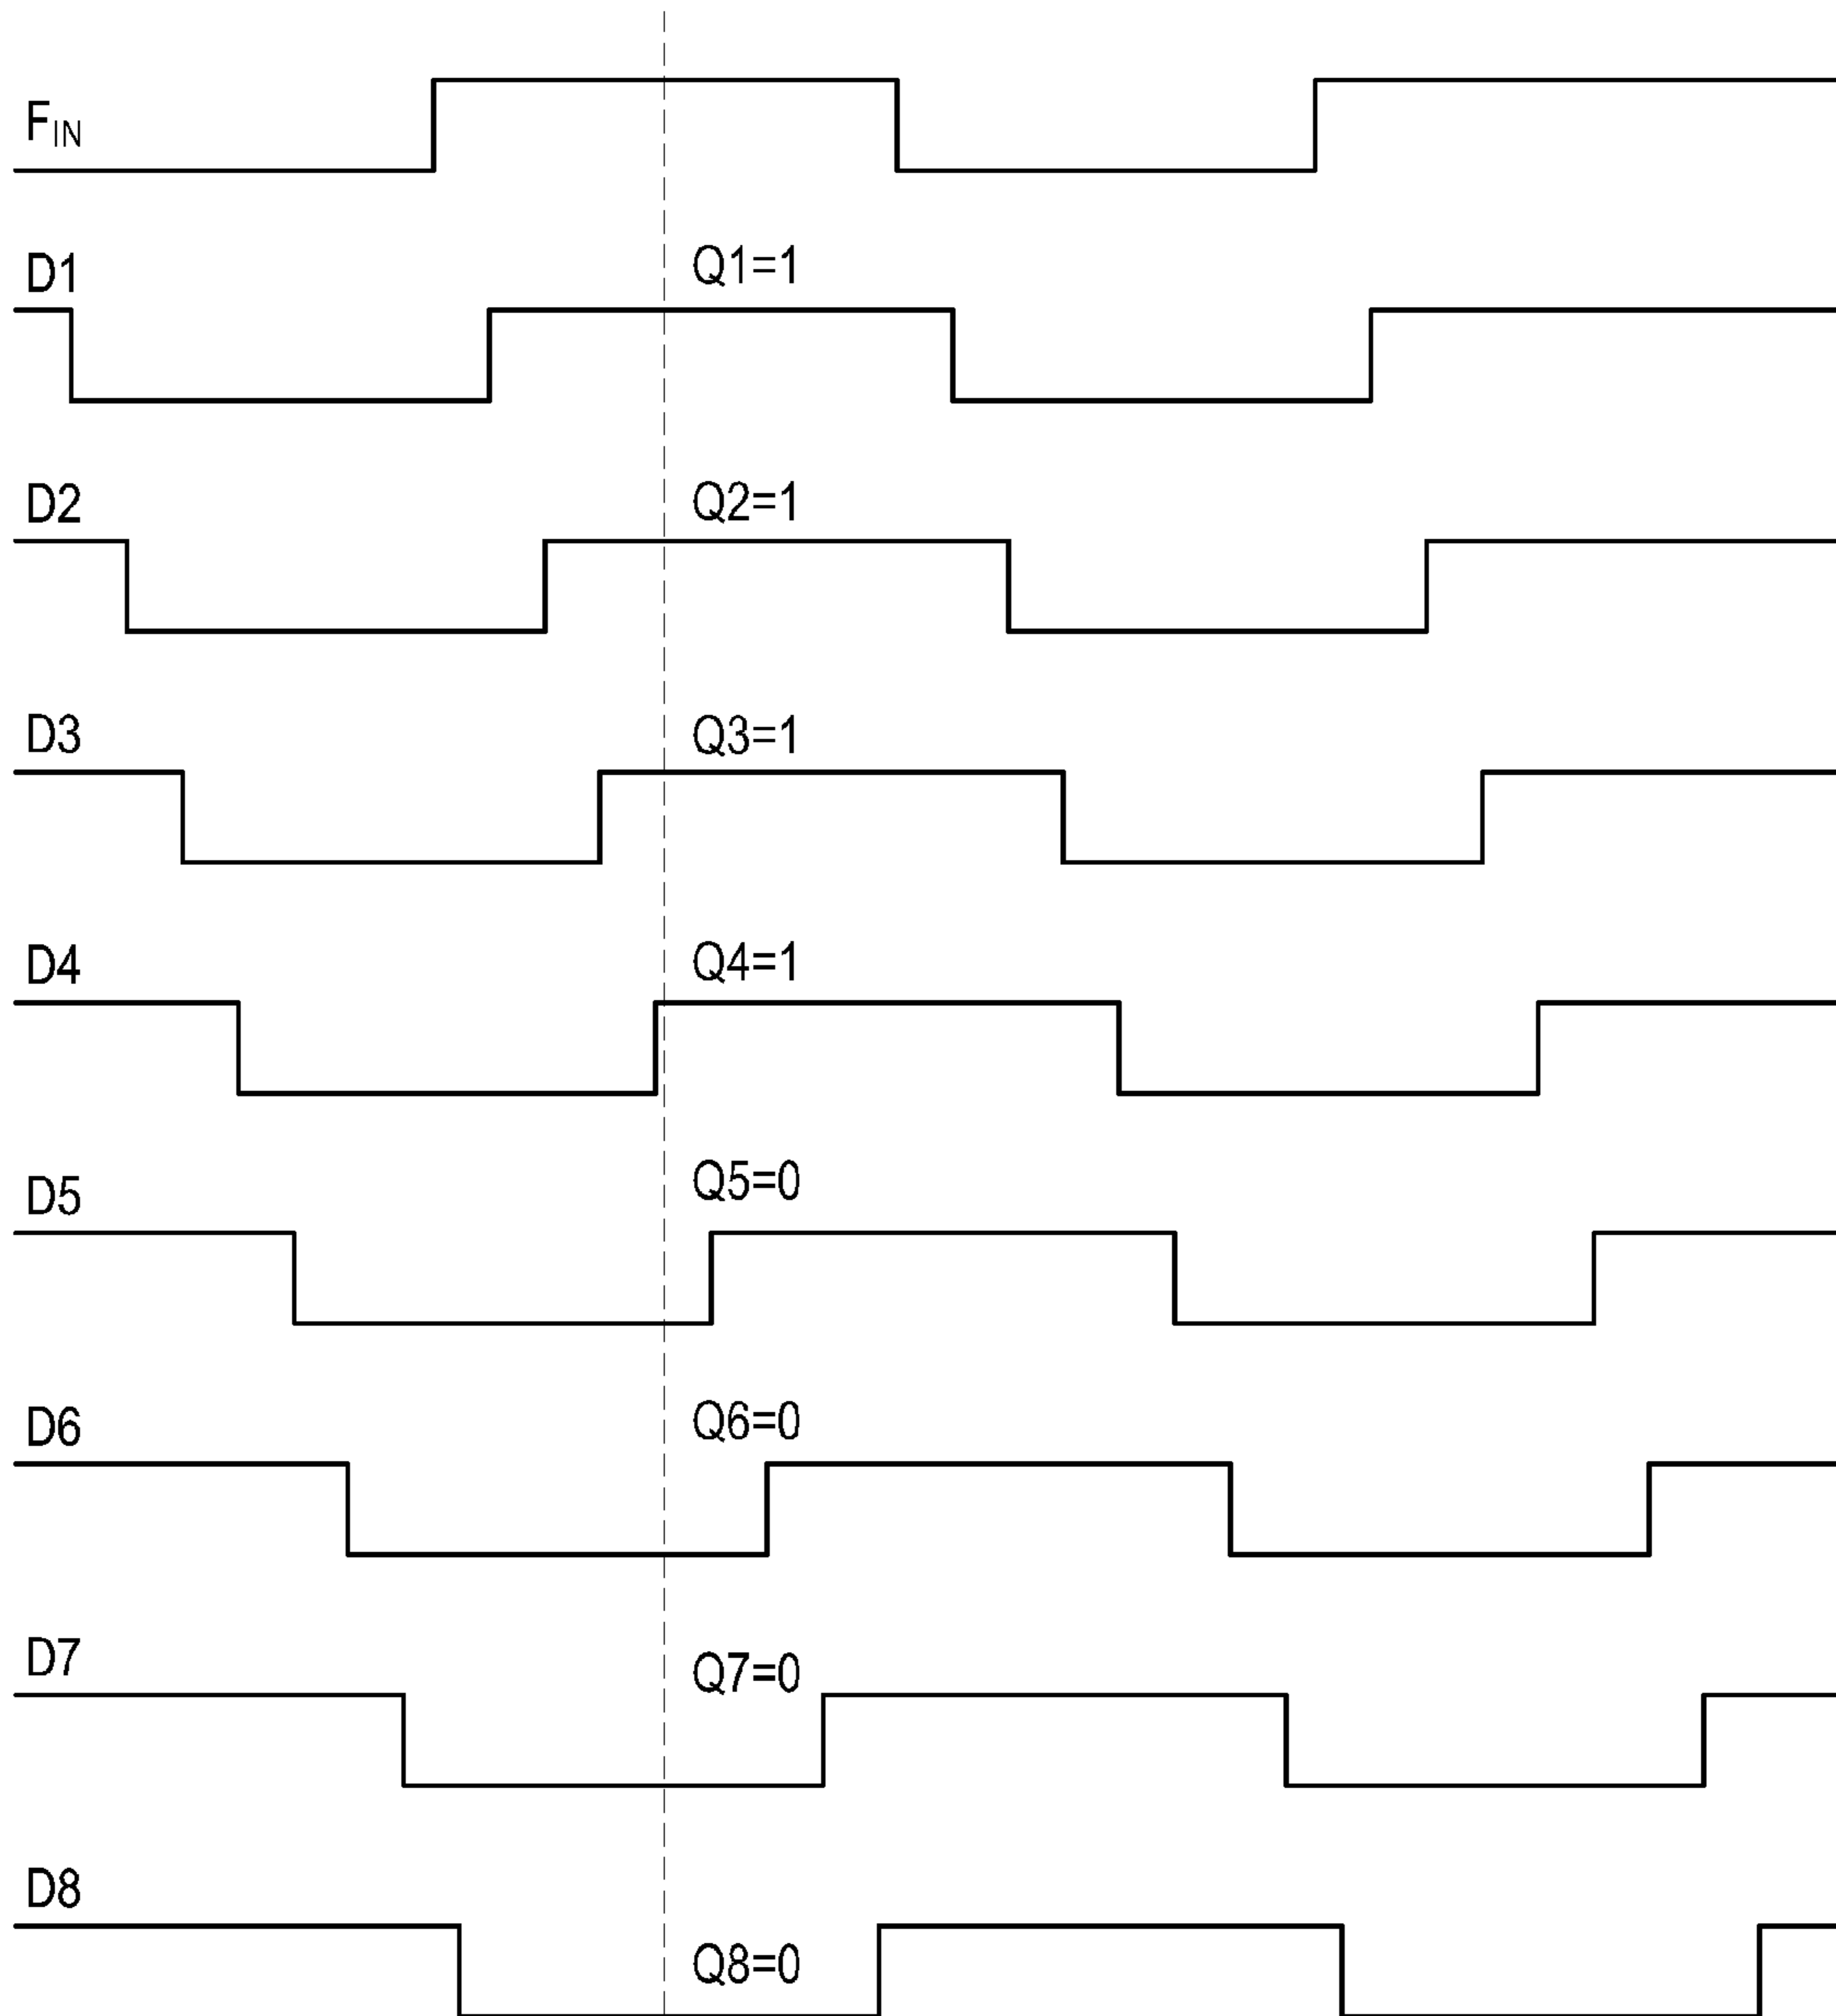 F_IN
D1
Q1=1
D2
Q2=1
D3
Q3=1
D4
Q4=1
D5
Q5=0
D6
Q6=0
D7
Q7=0
D8
Q8=0